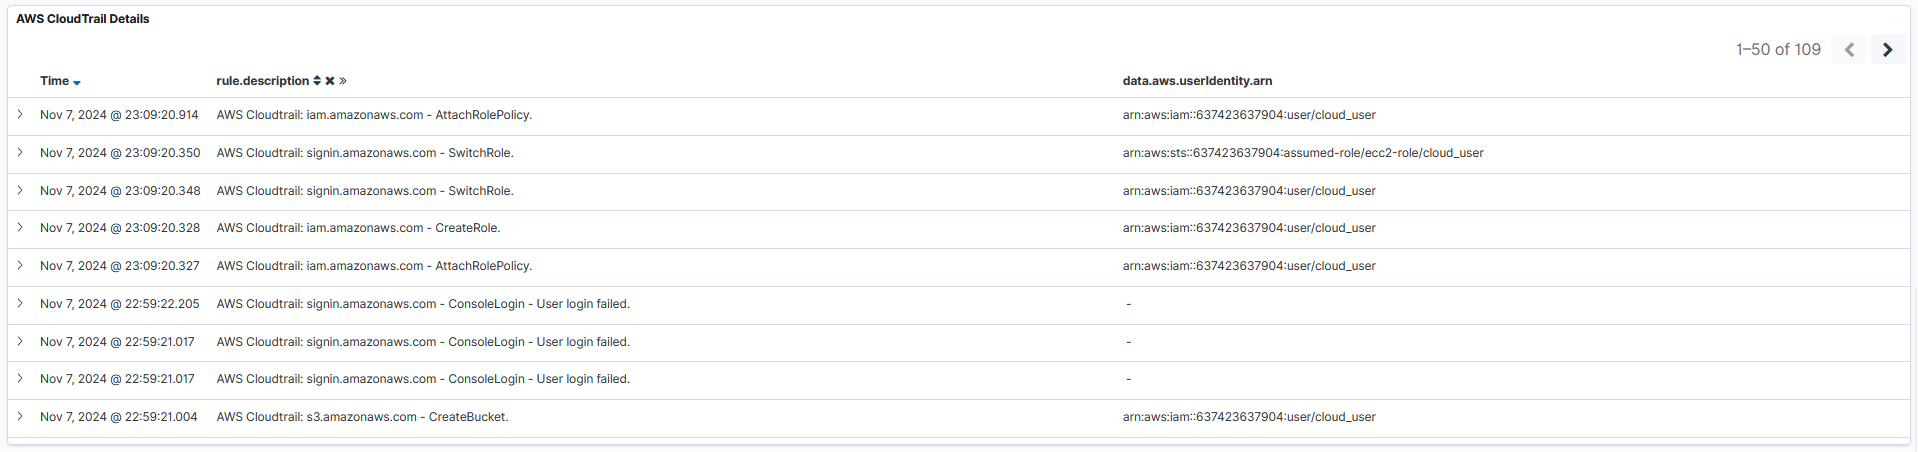 AWS CloudTrail Details
1–50 of 109
Time rule.description data.aws.userIdentity.arn
Nov 7, 2024 @ 23:09:20.914 AWS Cloudtrail: iam.amazonaws.com - AttachRolePolicy. arn:aws:iam::637423637904:user/cloud_user
Nov 7, 2024 @ 23:09:20.350 AWS Cloudtrail: signin.amazonaws.com - SwitchRole. arn:aws:sts::637423637904:assumed-role/ecc2-role/cloud_user
Nov 7, 2024 @ 23:09:20.348 AWS Cloudtrail: signin.amazonaws.com - SwitchRole. arn:aws:iam::637423637904:user/cloud_user
Nov 7, 2024 @ 23:09:20.328 AWS Cloudtrail: iam.amazonaws.com - CreateRole. arn:aws:iam::637423637904:user/cloud_user
Nov 7, 2024 @ 23:09:20.327 AWS Cloudtrail: iam.amazonaws.com - AttachRolePolicy. arn:aws:iam::637423637904:user/cloud_user
Nov 7, 2024 @ 22:59:22.205 AWS Cloudtrail: signin.amazonaws.com - ConsoleLogin - User login failed. -
Nov 7, 2024 @ 22:59:21.017 AWS Cloudtrail: signin.amazonaws.com - ConsoleLogin - User login failed. -
Nov 7, 2024 @ 22:59:21.017 AWS Cloudtrail: signin.amazonaws.com - ConsoleLogin - User login failed. -
Nov 7, 2024 @ 22:59:21.004 AWS Cloudtrail: s3.amazonaws.com - CreateBucket. arn:aws:iam::637423637904:user/cloud_user